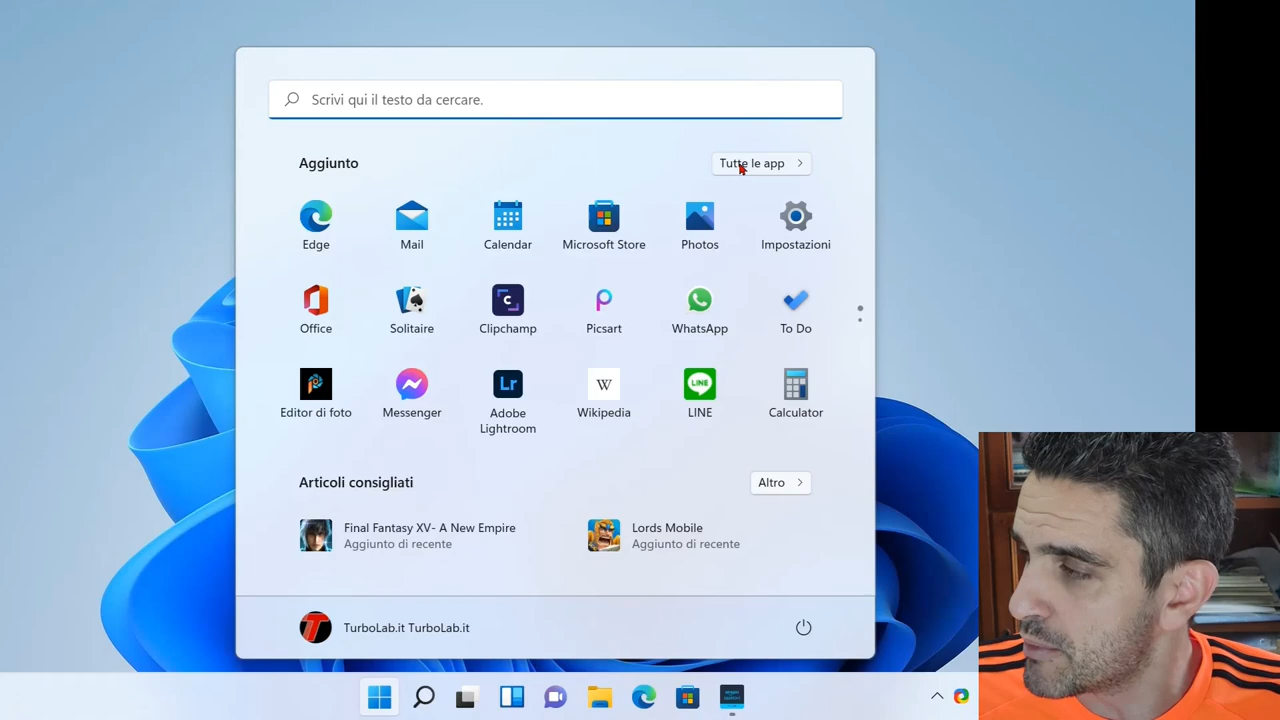 Scrivi qui il testo da cercare.
Aggiunto
Tutte le app
Edge
Mail
Calendar
Microsoft Store
Photos
Impostazioni
Office
Solitaire
Clipchamp
Picsart
WhatsApp
To Do
Editor di foto
Messenger
Adobe
Lightroom
Wikipedia
LINE
Calculator
Articoli consigliati
Altro
Final Fantasy XV- A New Empire
Aggiunto di recente
Lords Mobile
Aggiunto di recente
TurboLab.it TurboLab.it